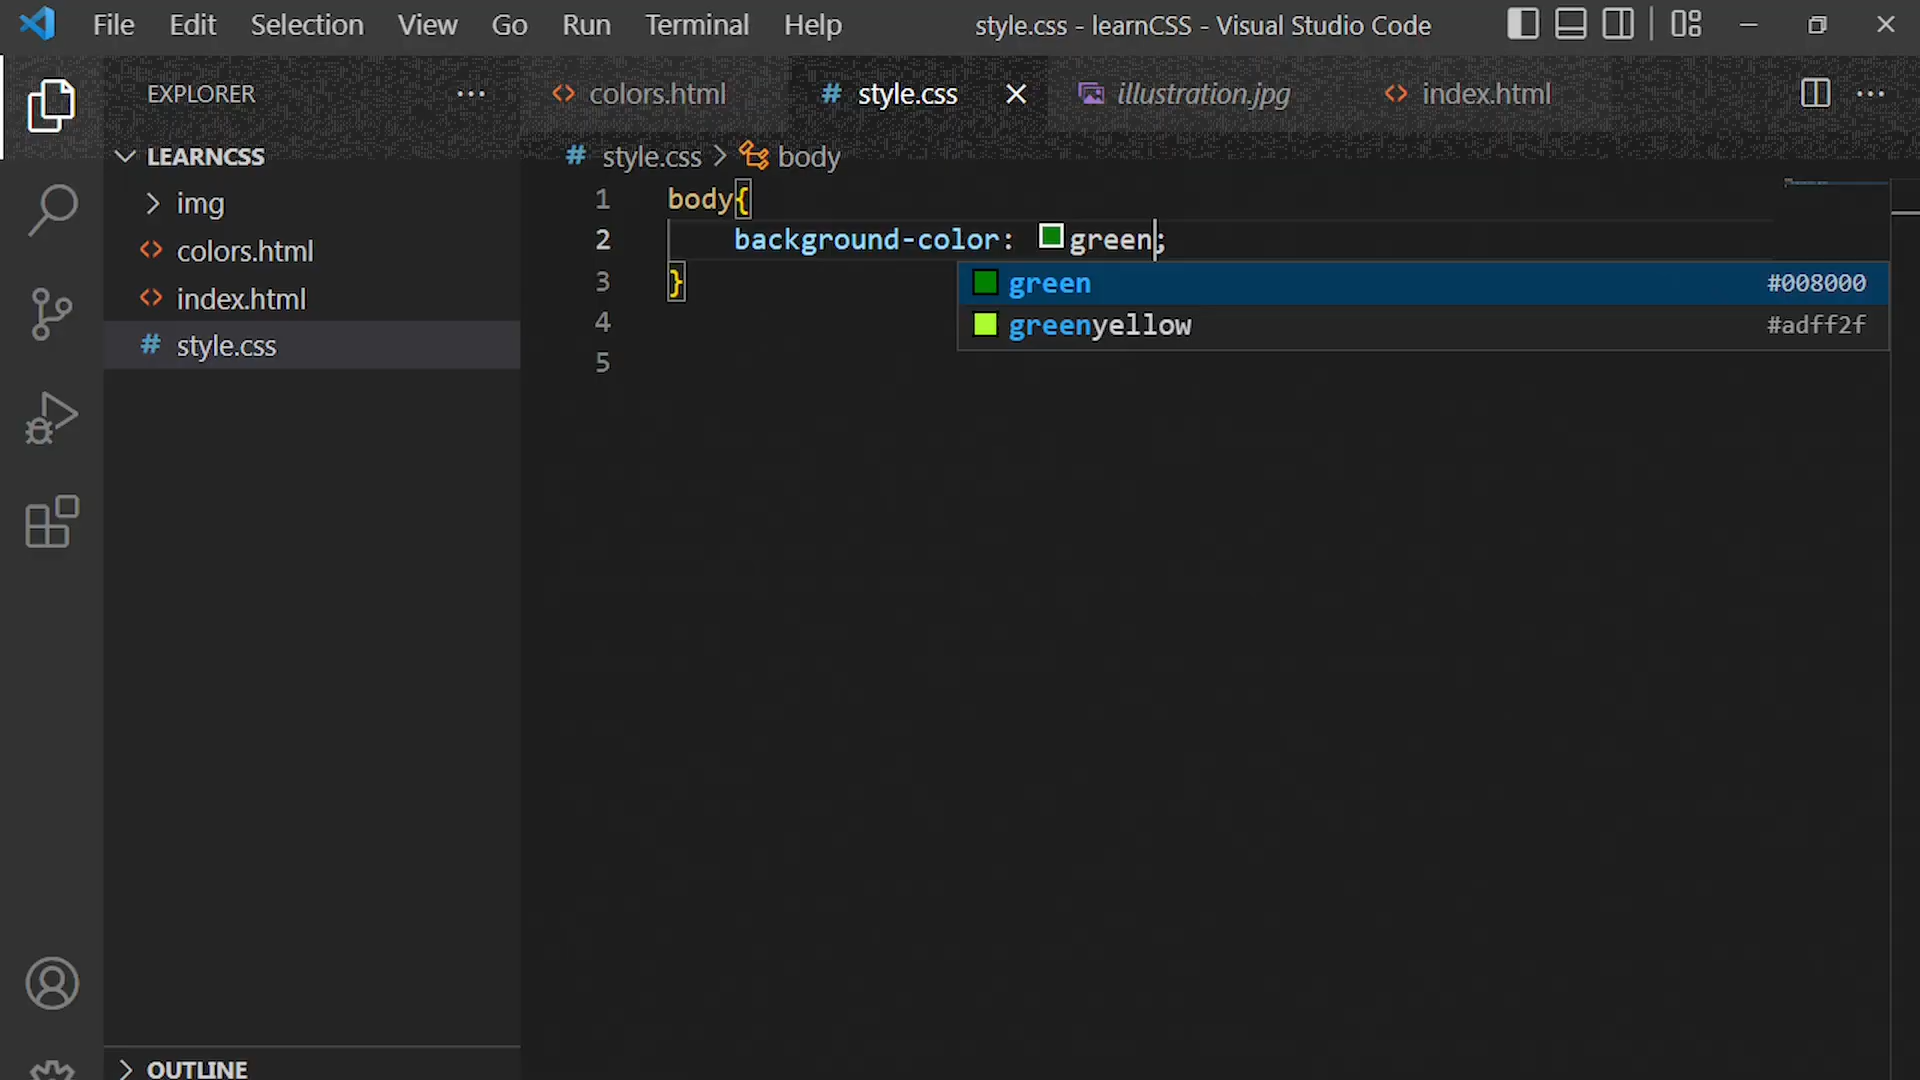 File Edit Selection View Go Run Terminal Help style.css - learnCSS - Visual Studio Code
EXPLORER
colors.html # style.css illustration.jpg index.html
LEARNCSS
# style.css > body
img
colors.html
index.html
# style.css
OUTLINE
1 body{
2 background-color: green;
3 }
4
5
green #008000
greenyellow #adff2f